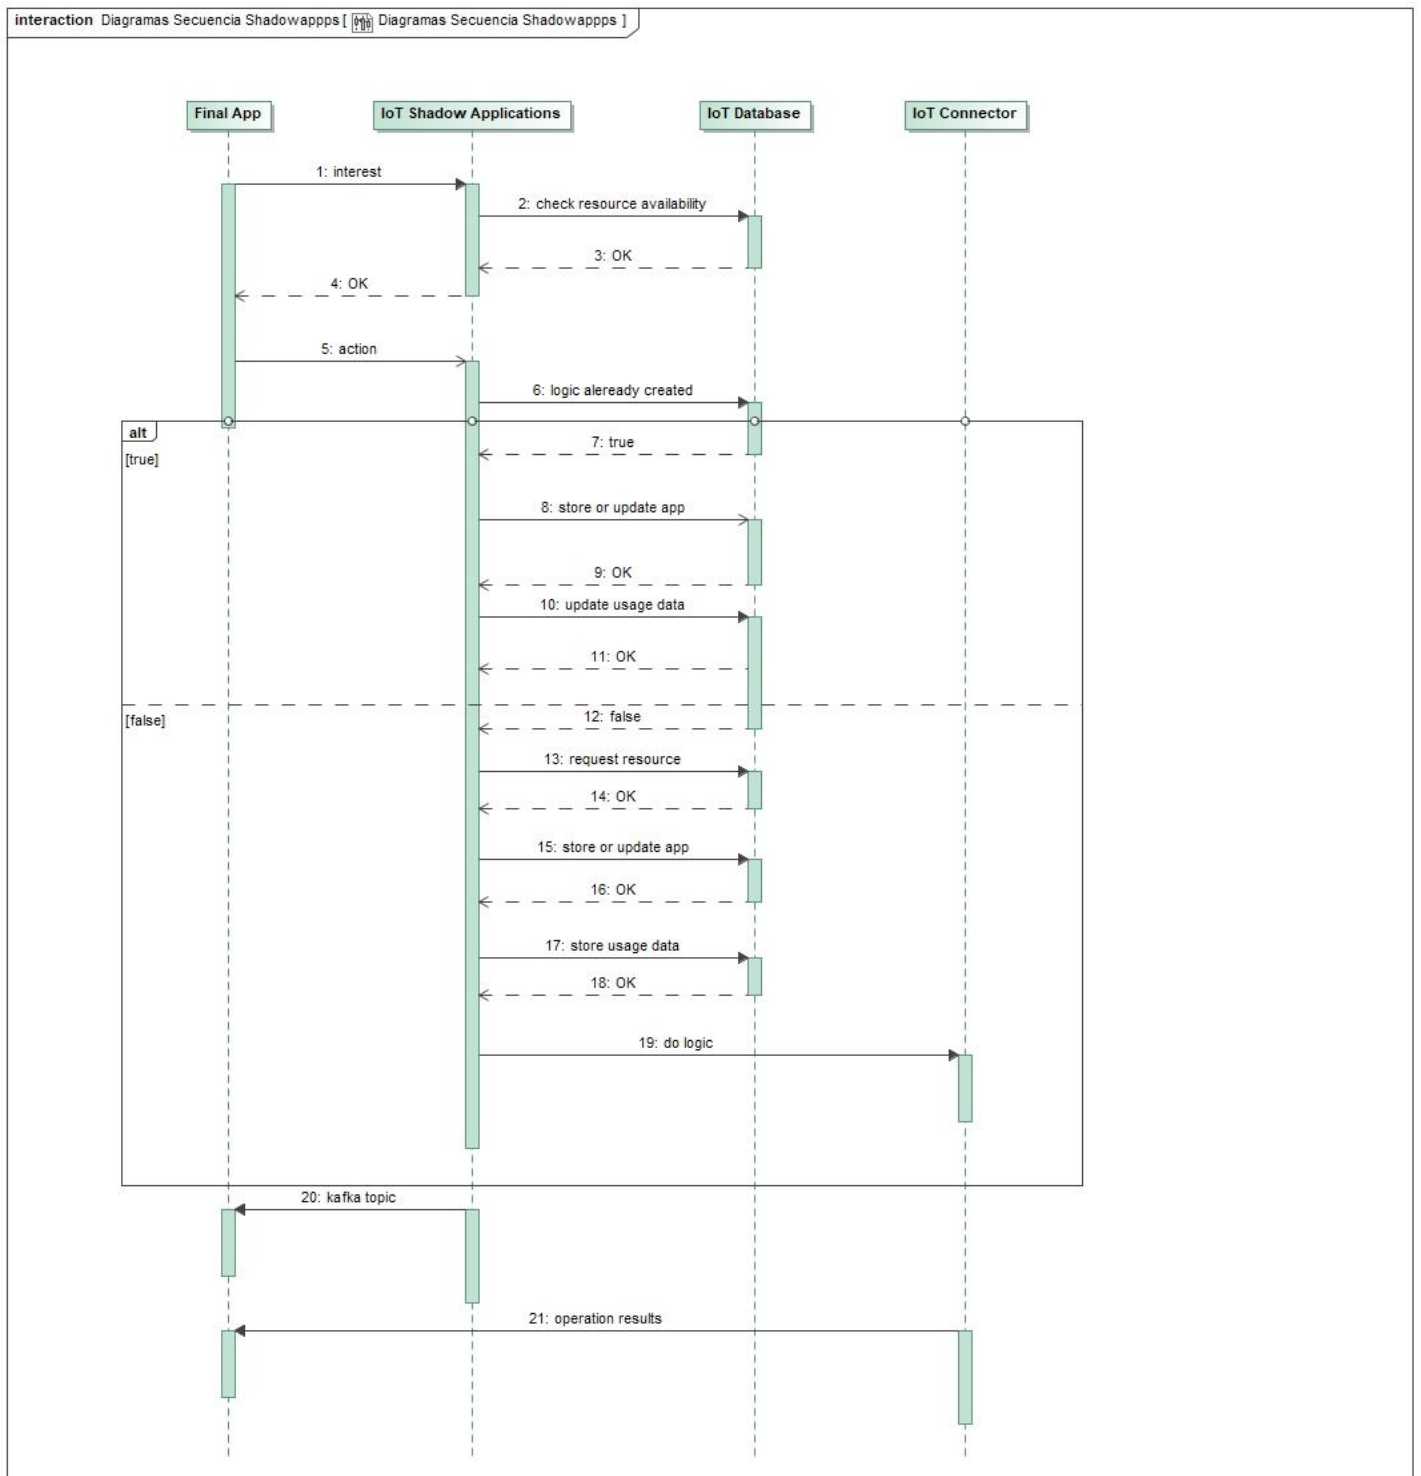 interaction Diagramas Secuencia Shadowappps [ Diagramas Secuencia Shadowappps ]
Final App
IoT Shadow Applications
IoT Database
IoT Connector
1: interest
2: check resource availability
3: OK
4: OK
5: action
6: logic aleready created
alt
7: true
[true]
8: store or update app
9: OK
10: update usage data
11: OK
[false]
12: false
13: request resource
14: OK
15: store or update app
16: OK
17: store usage data
18: OK
19: do logic
20: kafka topic
21: operation results